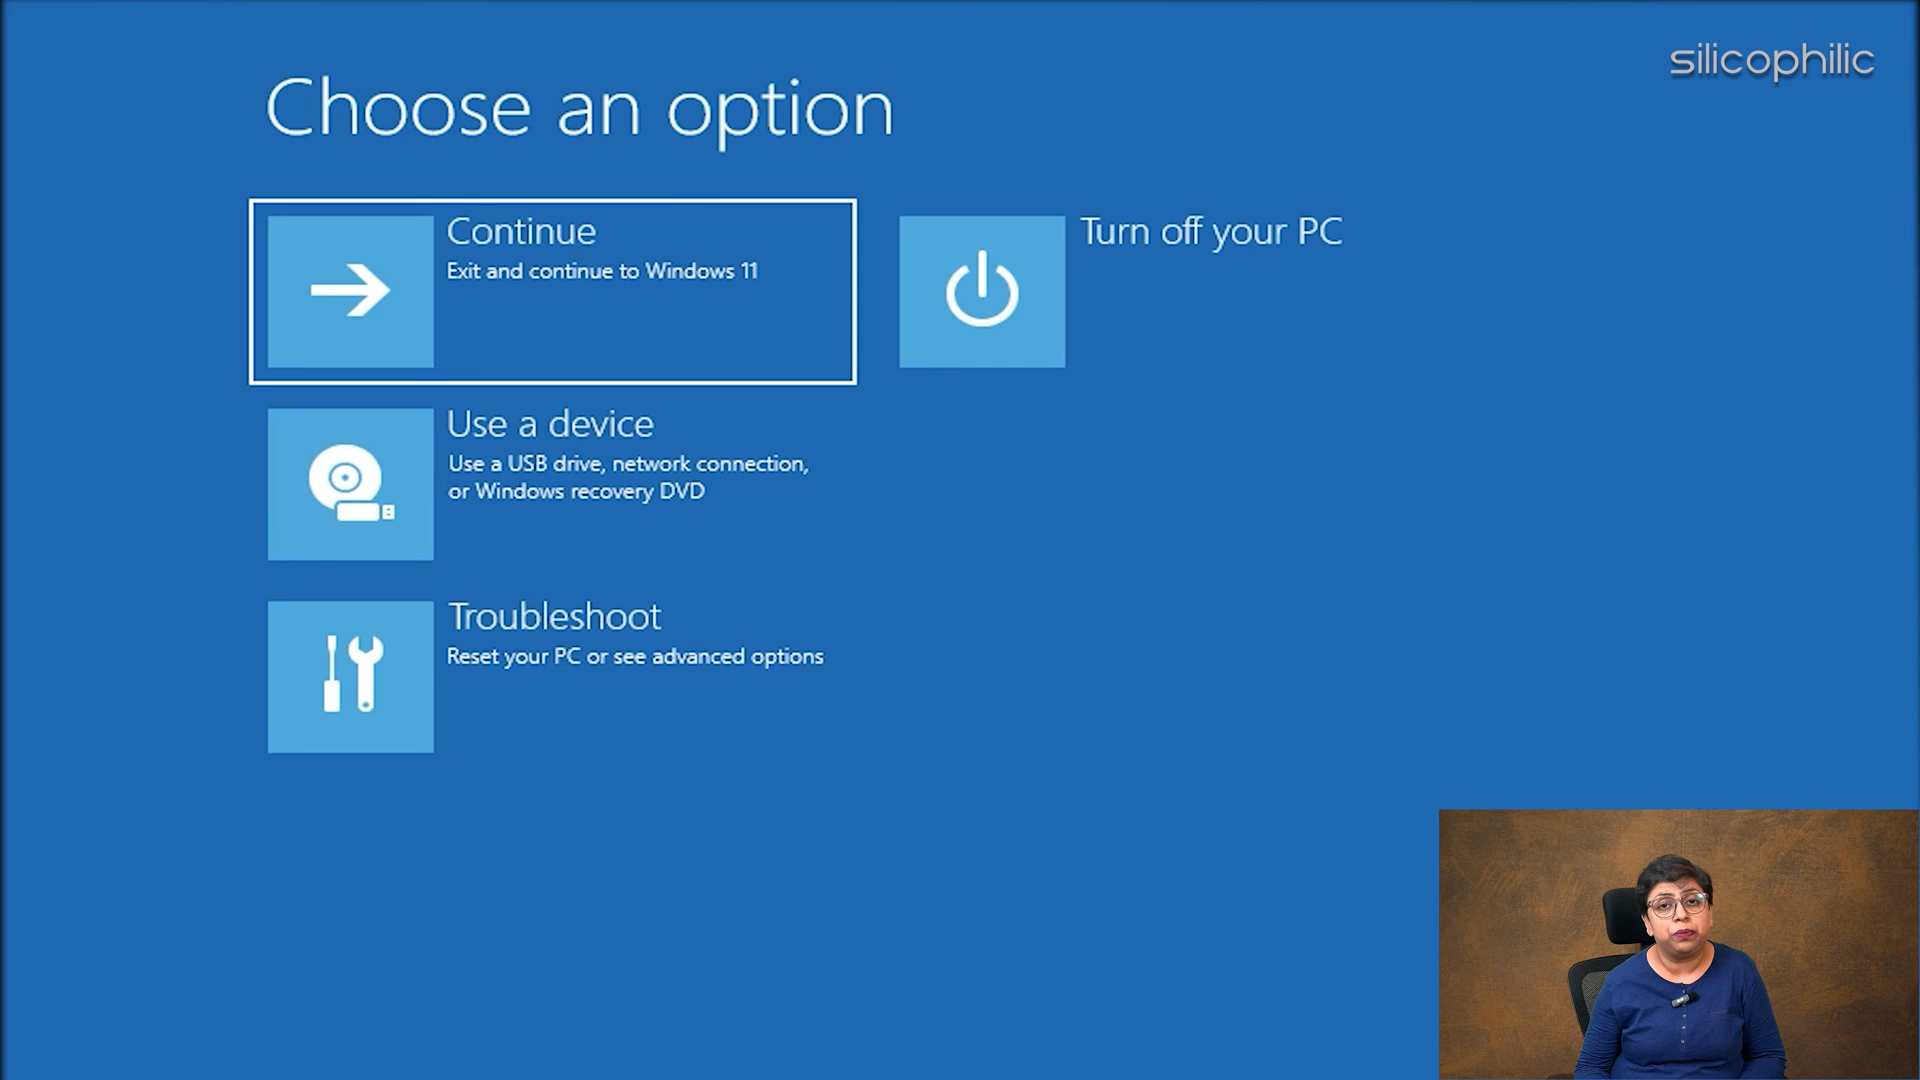 silicophilic
Choose an option
Continue
Exit and continue to Windows 11
Turn off your PC
Use a device
Use a USB drive, network connection,
or Windows recovery DVD
Troubleshoot
Reset your PC or see advanced options